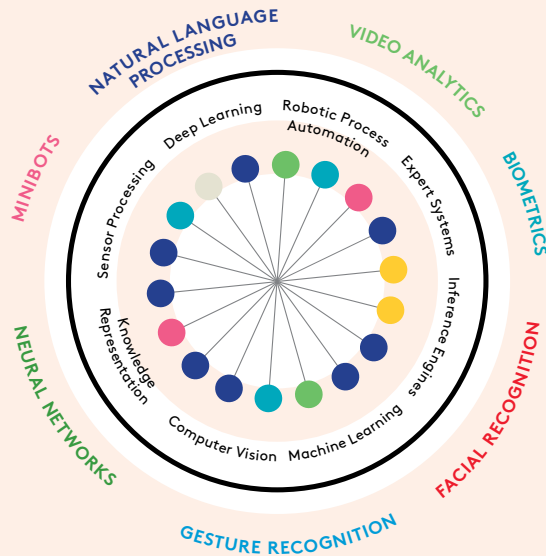 NATURAL LANGUAGE
PROCESSING
VIDEO ANALYTICS
BIOMETRICS
FACIAL RECOGNITION
GESTURE RECOGNITION
NEURAL NETWORKS
MINIBOTS
Deep Learning
Robotic Process
Automation
Expert Systems
Inference Engines
Machine Learning
Computer Vision
Knowledge
Representation
Sensor Processing